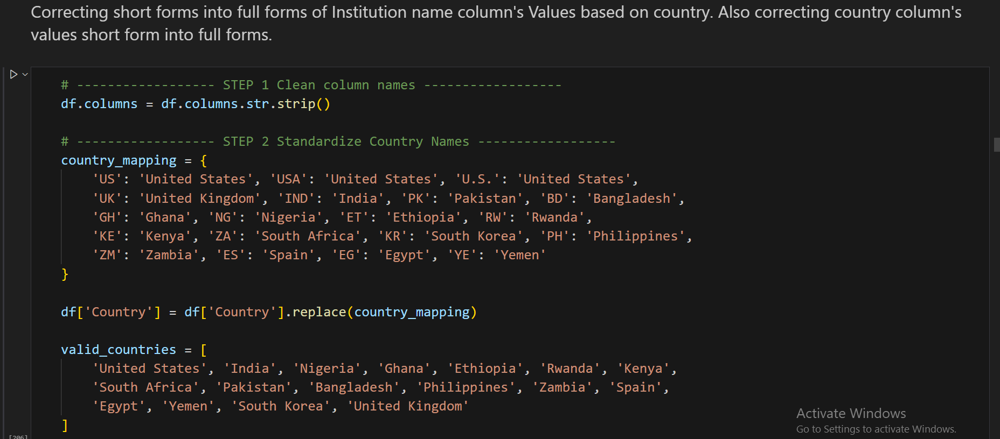 Correcting short forms into full forms of Institution name column's Values based on country. Also correcting country column's
values short form into full forms.
# ------------------ STEP 1 Clean column names ------------------
df.columns = df.columns.str.strip()
# ------------------ STEP 2 Standardize Country Names ------------------
country_mapping = {
    'US': 'United States', 'USA': 'United States', 'U.S.': 'United States',
    'UK': 'United Kingdom', 'IND': 'India', 'PK': 'Pakistan', 'BD': 'Bangladesh',
    'GH': 'Ghana', 'NG': 'Nigeria', 'ET': 'Ethiopia', 'RW': 'Rwanda',
    'KE': 'Kenya', 'ZA': 'South Africa', 'KR': 'South Korea', 'PH': 'Philippines',
    'ZM': 'Zambia', 'ES': 'Spain', 'EG': 'Egypt', 'YE': 'Yemen'
}
df['Country'] = df['Country'].replace(country_mapping)
valid_countries = [
    'United States', 'India', 'Nigeria', 'Ghana', 'Ethiopia', 'Rwanda', 'Kenya',
    'South Africa', 'Pakistan', 'Bangladesh', 'Philippines', 'Zambia', 'Spain',
    'Egypt', 'Yemen', 'South Korea', 'United Kingdom'
]
[206]
Activate Windows
Go to Settings to activate Windows.